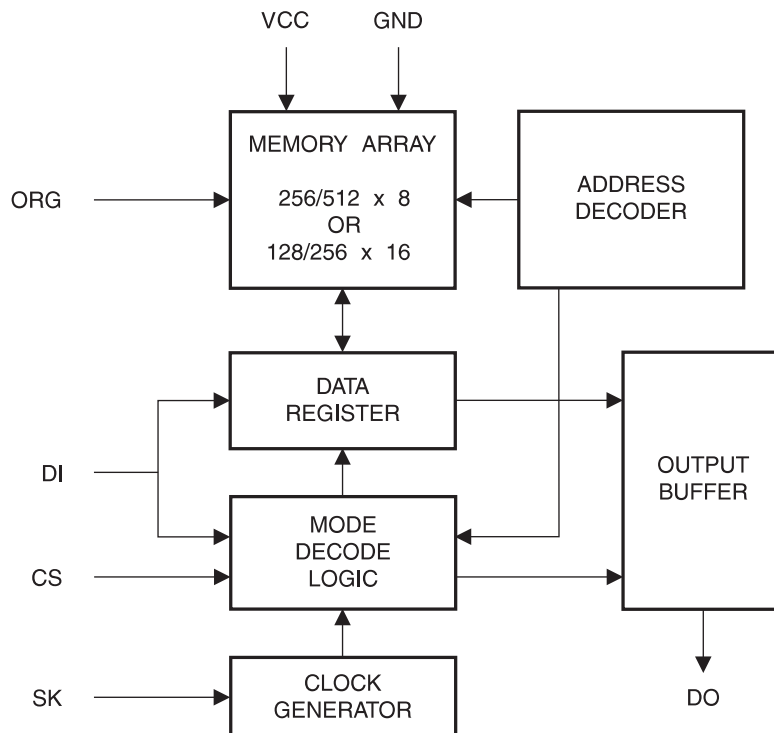 VCC
GND
MEMORY ARRAY
256/512 x 8
OR
128/256 x 16
ADDRESS
DECODER
ORG
DATA
REGISTER
DI
OUTPUT
BUFFER
MODE
DECODE
LOGIC
CS
CLOCK
GENERATOR
SK
DO